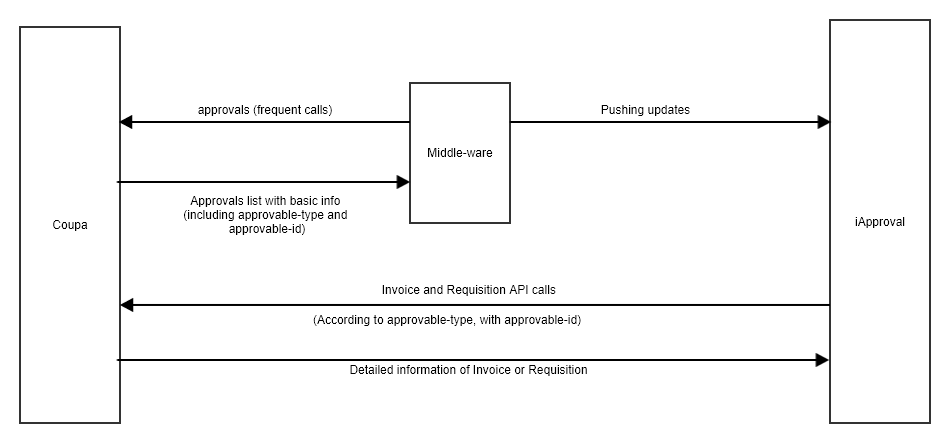 approvals (frequent calls)
Pushing updates
Middle-ware
Approvals list with basic info
(including approvable-type and
approvable-id)
Coupa
iApproval
Invoice and Requisition API calls
(According to approvable-type, with approvable-id)
Detailed information of Invoice or Requisition